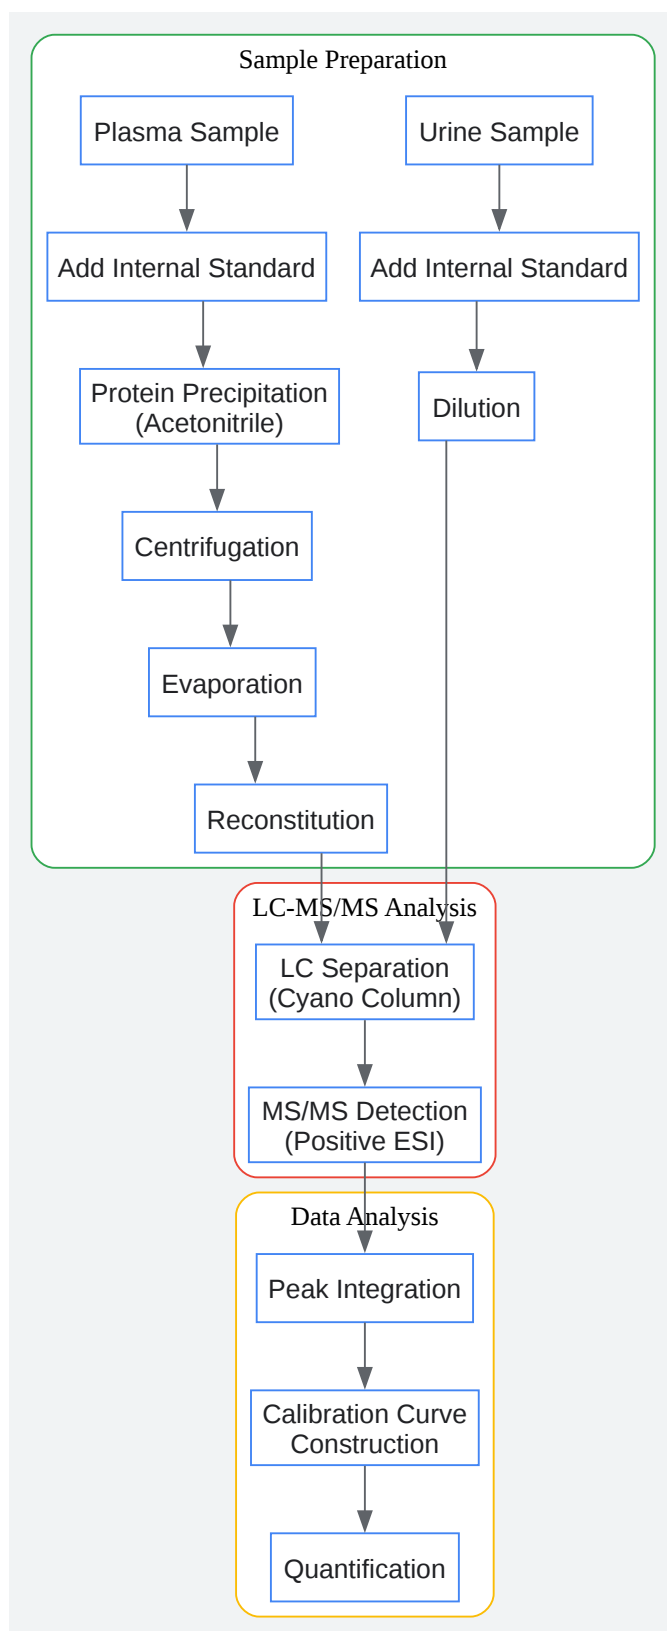 Sample Preparation
Plasma Sample
Urine Sample
Add Internal Standard
Add Internal Standard
Protein Precipitation
(Acetonitrile)
Dilution
Centrifugation
Evaporation
Reconstitution
LC-MS/MS Analysis
LC Separation
(Cyano Column)
MS/MS Detection
(Positive ESI)
Data Analysis
Peak Integration
Calibration Curve
Construction
Quantification